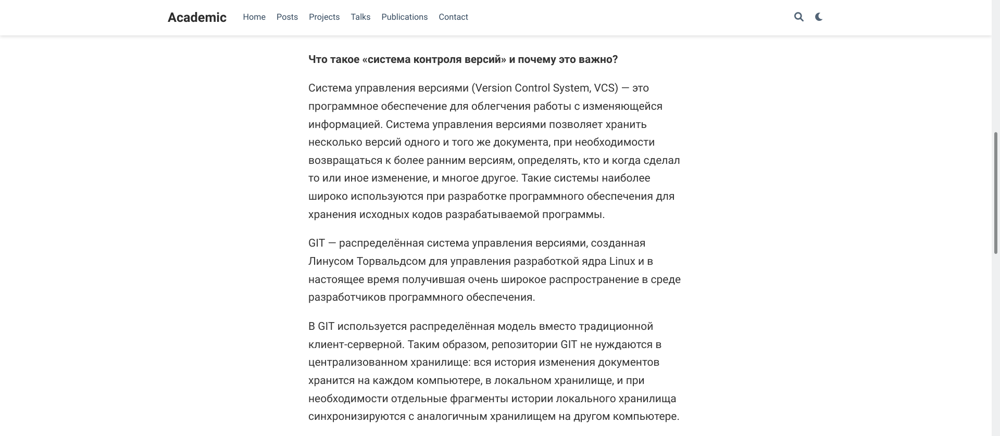 Academic
Home
Posts
Projects
Talks
Publications
Contact
Что такое «система контроля версий» и почему это важно?
Система управления версиями (Version Control System, VCS) — это
программное обеспечение для облегчения работы с изменяющейся
информацией. Система управления версиями позволяет хранить
несколько версий одного и того же документа, при необходимости
возвращаться к более ранним версиям, определять, кто и когда сделал
то или иное изменение, и многое другое. Такие системы наиболее
широко используются при разработке программного обеспечения для
хранения исходных кодов разрабатываемой программы.
GIT — распределённая система управления версиями, созданная
Линусом Торвальдсом для управления разработкой ядра Linux и в
настоящее время получившая очень широкое распространение в среде
разработчиков программного обеспечения.
В GIT используется распределённая модель вместо традиционной
клиент-серверной. Таким образом, репозитории GIT не нуждаются в
централизованном хранилище: вся история изменения документов
хранится на каждом компьютере, в локальном хранилище, и при
необходимости отдельные фрагменты истории локального хранилища
синхронизируются с аналогичным хранилищем на другом компьютере.